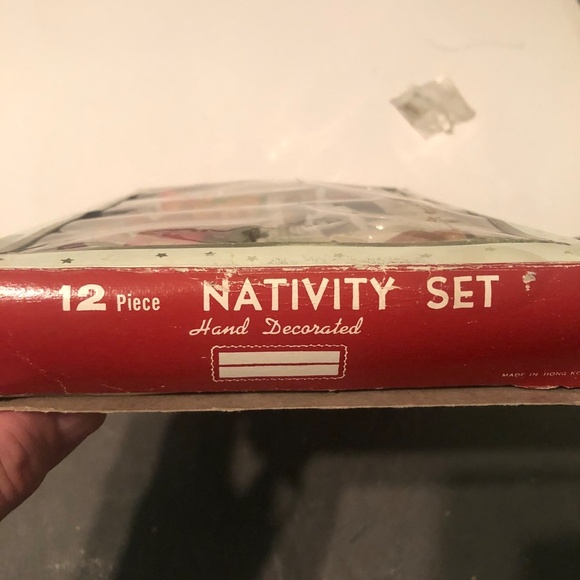 12 Piece NATIVITY SET
Hand Decorated
MADE IN HONG